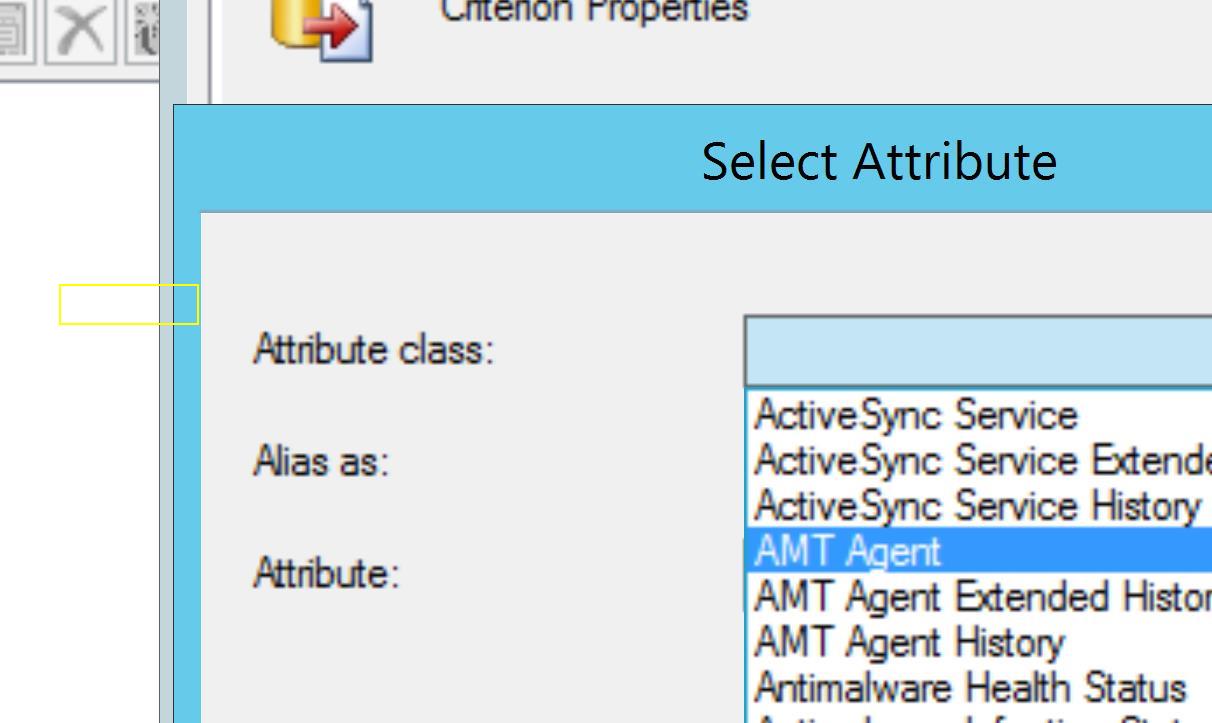 Criterion Properties
Select Attribute
Attribute class:
ActiveSync Service
Alias as:
ActiveSync Service Extende
ActiveSync Service History
Attribute:
AMT Agent
AMT Agent Extended Histor
AMT Agent History
Antimalware Health Status